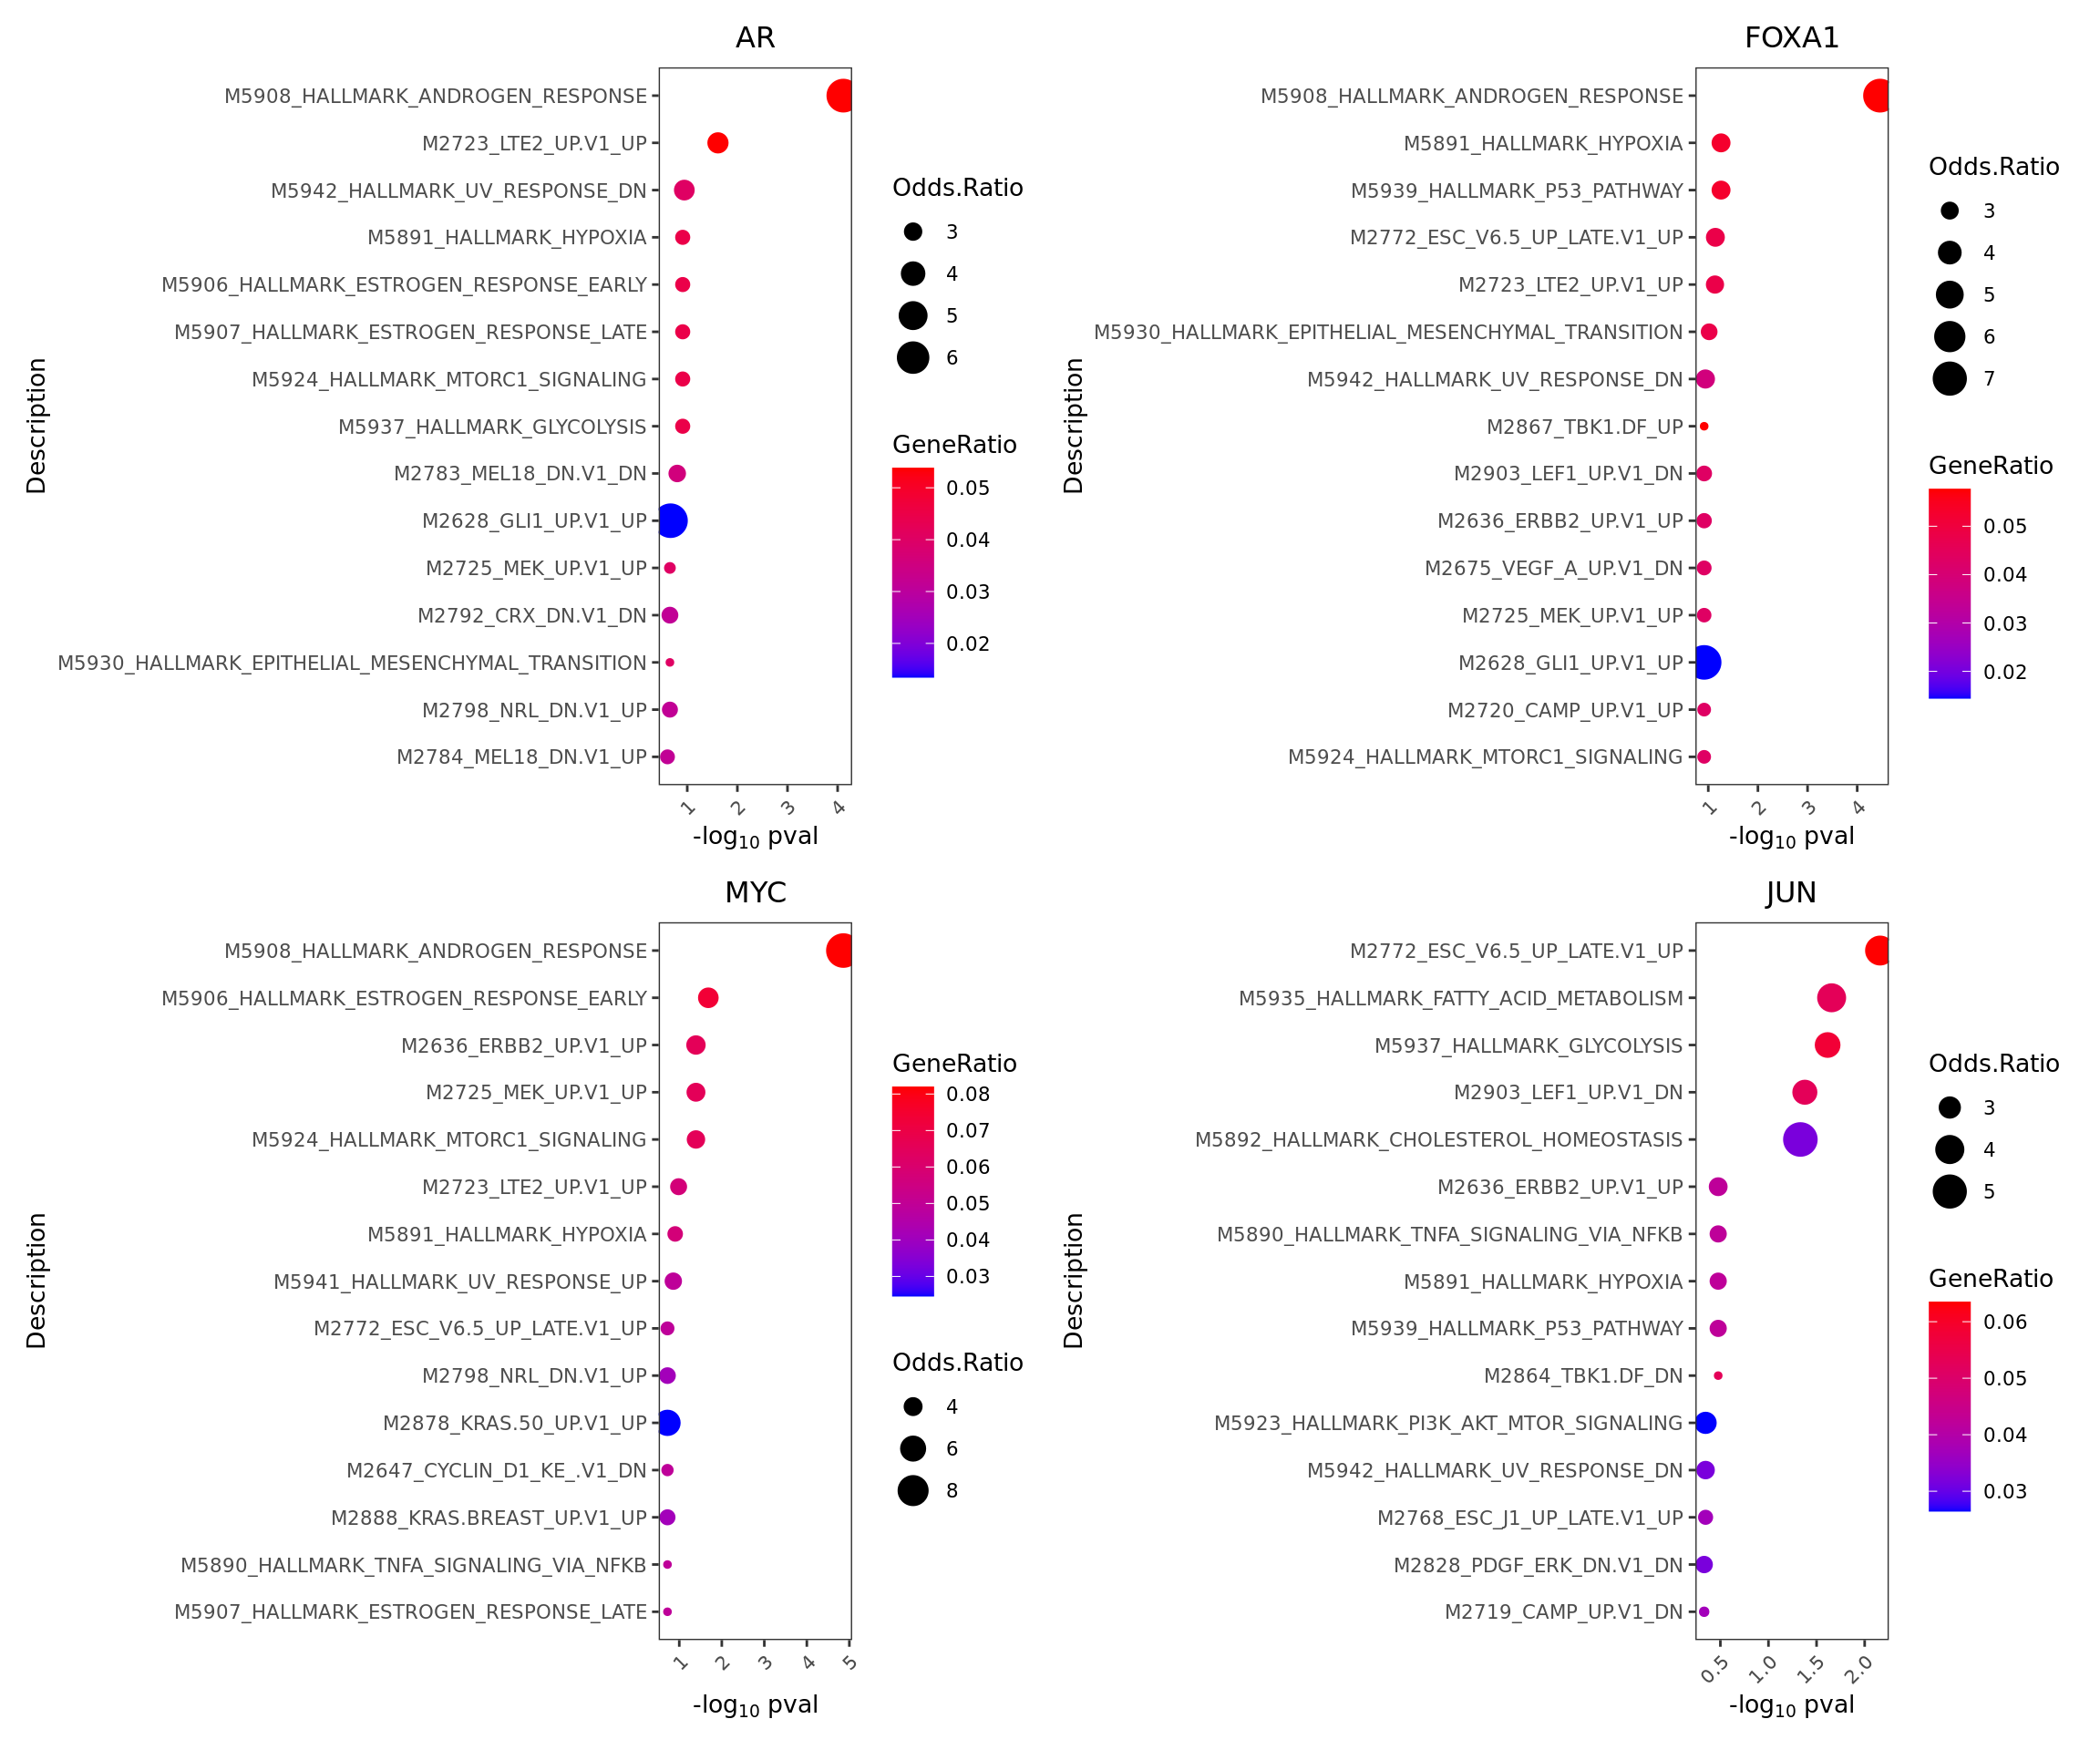 AR
M5908_HALLMARK_ANDROGEN_RESPONSE
M2723_LTE2_UP.V1_UP
M5942_HALLMARK_UV_RESPONSE_DN
M5891_HALLMARK_HYPOXIA
M5906_HALLMARK_ESTROGEN_RESPONSE_EARLY
M5907_HALLMARK_ESTROGEN_RESPONSE_LATE
M5924_HALLMARK_MTORC1_SIGNALING
M5937_HALLMARK_GLYCOLYSIS
M2783_MEL18_DN.V1_DN
M2628_GLI1_UP.V1_UP
M2725_MEK_UP.V1_UP
M2792_CRX_DN.V1_DN
M5930_HALLMARK_EPITHELIAL_MESENCHYMAL_TRANSITION
M2798_NRL_DN.V1_UP
M2784_MEL18_DN.V1_UP
Description
1 2 3 4
-log10 pval
Odds.Ratio
3
4
5
6
GeneRatio
0.05
0.04
0.03
0.02
FOXA1
M5908_HALLMARK_ANDROGEN_RESPONSE
M5891_HALLMARK_HYPOXIA
M5939_HALLMARK_P53_PATHWAY
M2772_ESC_V6.5_UP_LATE.V1_UP
M2723_LTE2_UP.V1_UP
M5930_HALLMARK_EPITHELIAL_MESENCHYMAL_TRANSITION
M5942_HALLMARK_UV_RESPONSE_DN
M2867_TBK1.DF_UP
M2903_LEF1_UP.V1_DN
M2636_ERBB2_UP.V1_UP
M2675_VEGF_A_UP.V1_DN
M2725_MEK_UP.V1_UP
M2628_GLI1_UP.V1_UP
M2720_CAMP_UP.V1_UP
M5924_HALLMARK_MTORC1_SIGNALING
Description
1 2 3 4
-log10 pval
Odds.Ratio
3
4
5
6
7
GeneRatio
0.05
0.04
0.03
0.02
MYC
M5908_HALLMARK_ANDROGEN_RESPONSE
M5906_HALLMARK_ESTROGEN_RESPONSE_EARLY
M2636_ERBB2_UP.V1_UP
M2725_MEK_UP.V1_UP
M5924_HALLMARK_MTORC1_SIGNALING
M2723_LTE2_UP.V1_UP
M5891_HALLMARK_HYPOXIA
M5941_HALLMARK_UV_RESPONSE_UP
M2772_ESC_V6.5_UP_LATE.V1_UP
M2798_NRL_DN.V1_UP
M2878_KRAS.50_UP.V1_UP
M2647_CYCLIN_D1_KE_.V1_DN
M2888_KRAS.BREAST_UP.V1_UP
M5890_HALLMARK_TNFA_SIGNALING_VIA_NFKB
M5907_HALLMARK_ESTROGEN_RESPONSE_LATE
Description
1 2 3 4 5
-log10 pval
GeneRatio
0.08
0.07
0.06
0.05
0.04
0.03
Odds.Ratio
4
6
8
JUN
M2772_ESC_V6.5_UP_LATE.V1_UP
M5935_HALLMARK_FATTY_ACID_METABOLISM
M5937_HALLMARK_GLYCOLYSIS
M2903_LEF1_UP.V1_DN
M5892_HALLMARK_CHOLESTEROL_HOMEOSTASIS
M2636_ERBB2_UP.V1_UP
M5890_HALLMARK_TNFA_SIGNALING_VIA_NFKB
M5891_HALLMARK_HYPOXIA
M5939_HALLMARK_P53_PATHWAY
M2864_TBK1.DF_DN
M5923_HALLMARK_PI3K_AKT_MTOR_SIGNALING
M5942_HALLMARK_UV_RESPONSE_DN
M2768_ESC_J1_UP_LATE.V1_UP
M2828_PDGF_ERK_DN.V1_DN
M2719_CAMP_UP.V1_DN
Description
0.5 1.0 1.5 2.0
-log10 pval
Odds.Ratio
3
4
5
GeneRatio
0.06
0.05
0.04
0.03